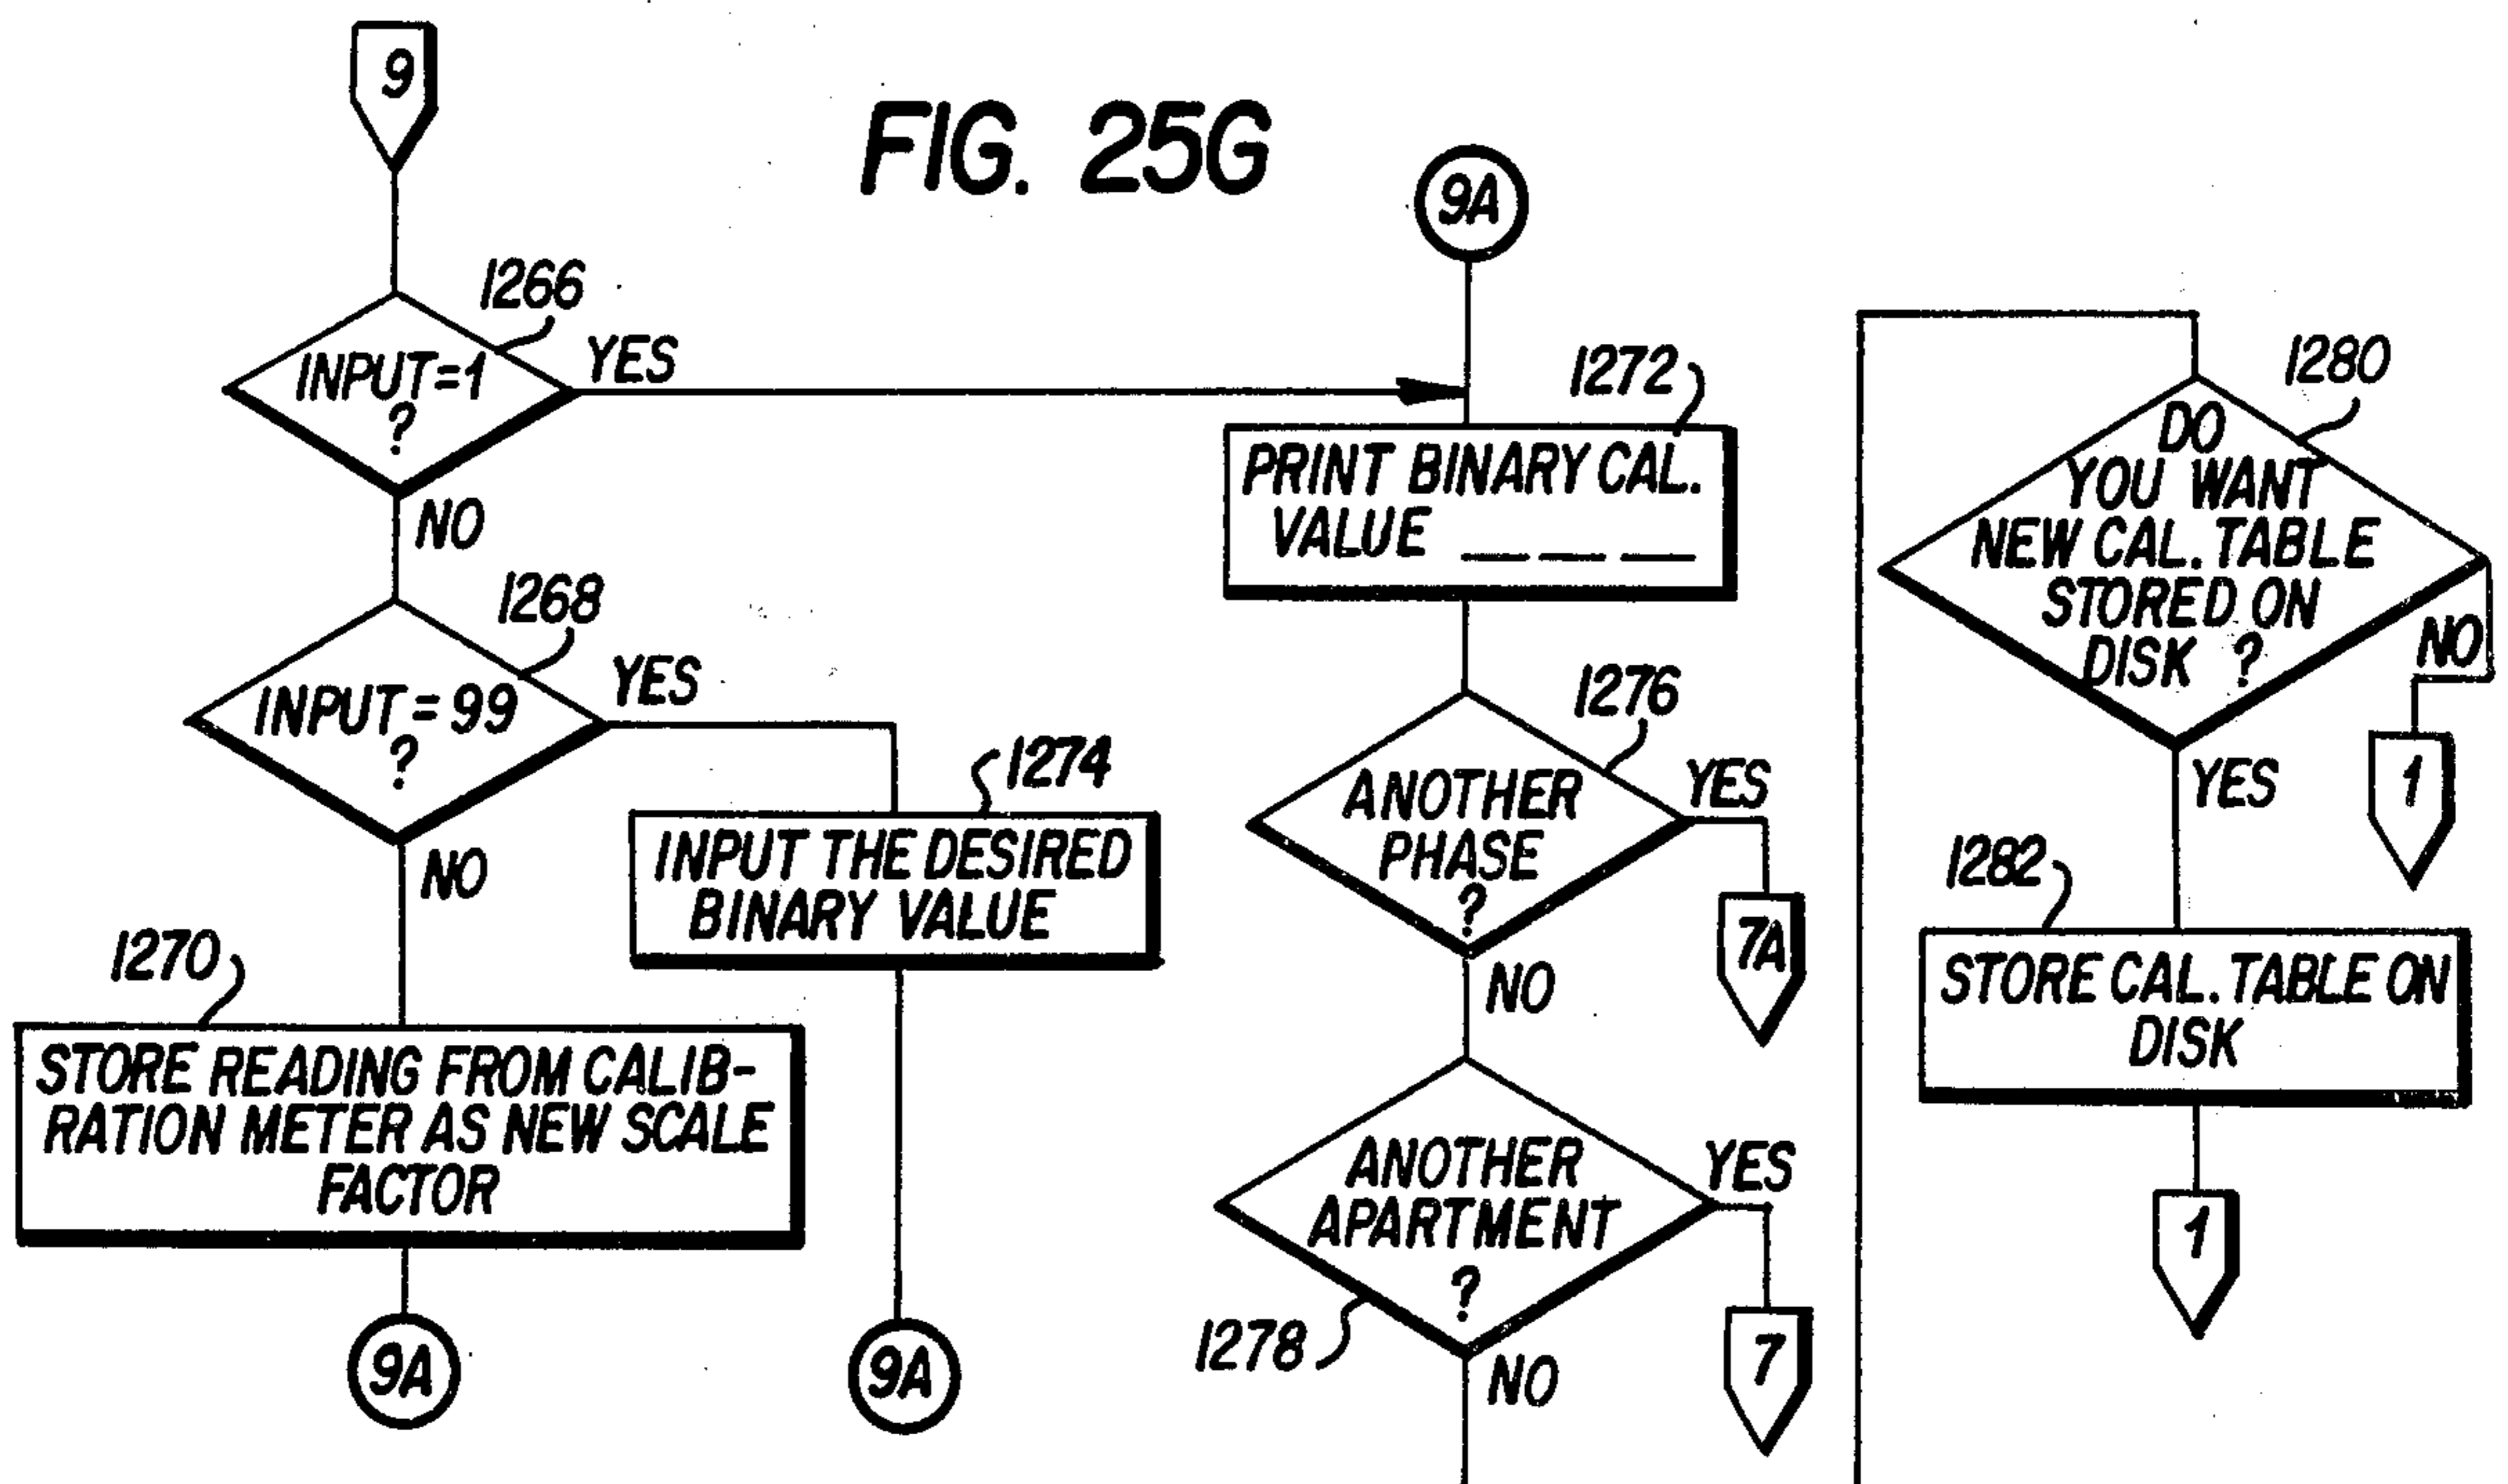 FIG. 25G
9
1266
INPUT=1
?
YES
NO
1268
INPUT=99
?
YES
NO
1274
INPUT THE DESIRED
BINARY VALUE
1270
STORE READING FROM CALIB-
RATION METER AS NEW SCALE
FACTOR
9A
9A
9A
1272
PRINT BINARY CAL.
VALUE ___ ___ ___
1276
ANOTHER
PHASE
?
YES
7A
NO
ANOTHER
APARTMENT
?
YES
1278
NO
7
1280
DO
YOU WANT
NEW CAL. TABLE
STORED ON
DISK ?
NO
1
YES
1282
STORE CAL. TABLE ON
DISK
1